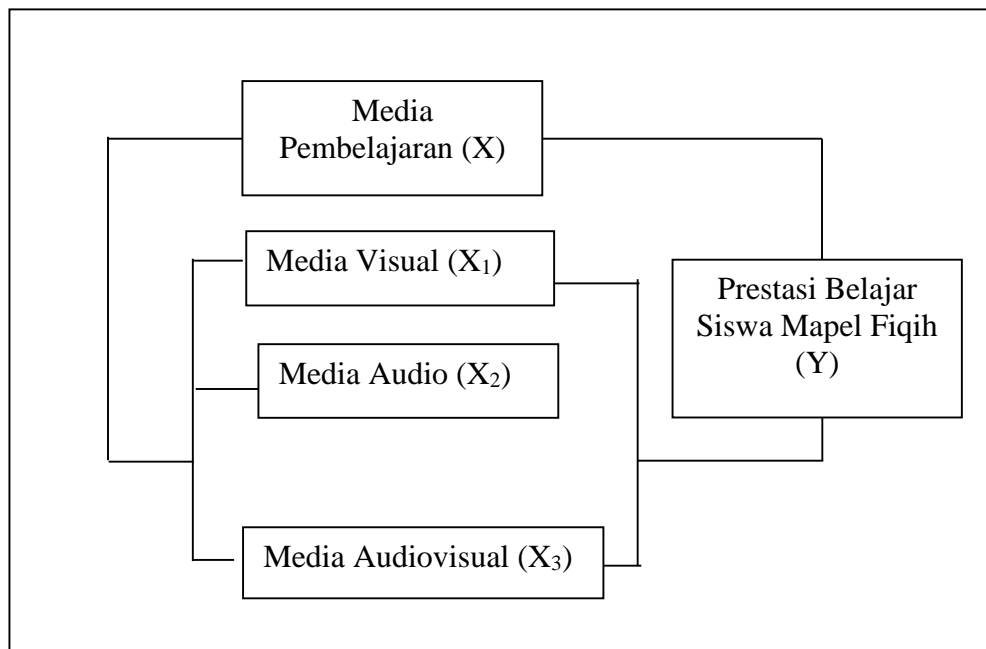 Media
Pembelajaran (X)
Media Visual (X₁)
Media Audio (X₂)
Media Audiovisual (X₃)
Prestasi Belajar
Siswa Mapel Fiqih
(Y)